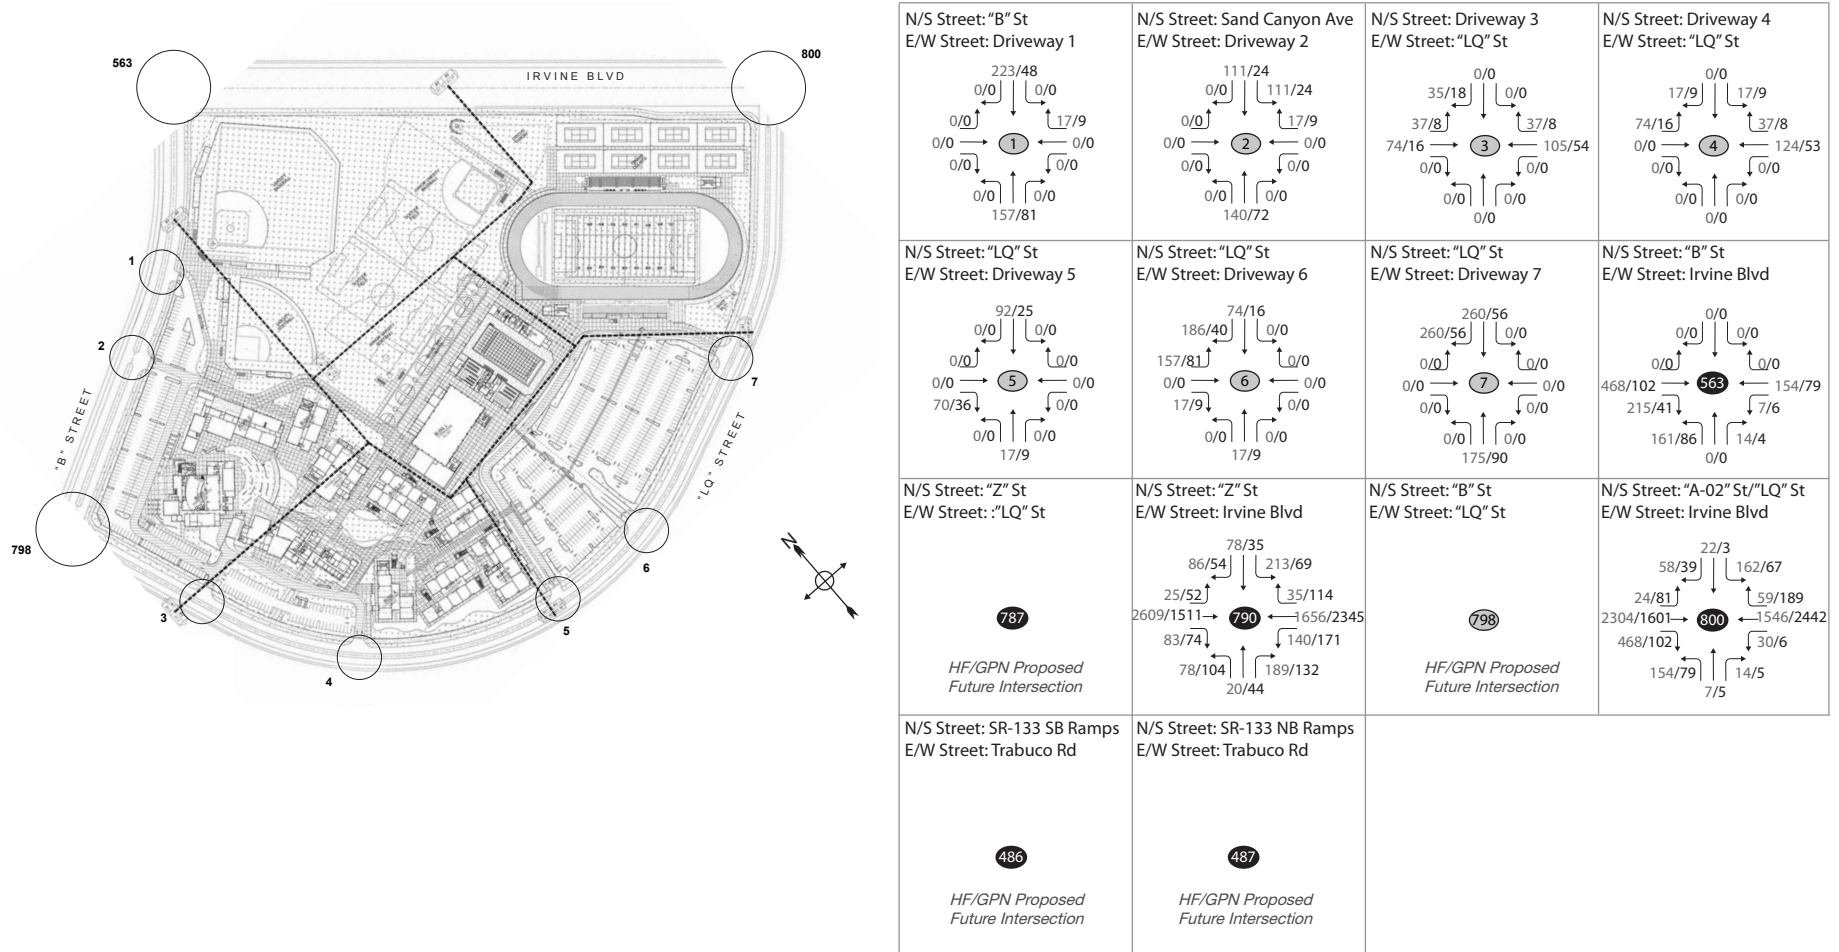 563
800
IRVINE BLVD
1
2
7
"B" STREET
"LQ" STREET
798
6
N
3
5
4
N/S Street: “B” St
E/W Street: Driveway 1
223/48
0/0 0/0
0/0 17/9
0/0 1 0/0
0/0 0/0
0/0 0/0
157/81
N/S Street: Sand Canyon Ave
E/W Street: Driveway 2
111/24
0/0 111/24
0/0 17/9
0/0 2 0/0
0/0 0/0
0/0 0/0
140/72
N/S Street: Driveway 3
E/W Street: “LQ” St
0/0
35/18 0/0
37/8 37/8
74/16 3 105/54
0/0 0/0
0/0 0/0
0/0
N/S Street: Driveway 4
E/W Street: “LQ” St
0/0
17/9 17/9
74/16 37/8
0/0 4 124/53
0/0 0/0
0/0 0/0
0/0
N/S Street: “LQ” St
E/W Street: Driveway 5
92/25
0/0 0/0
0/0 0/0
0/0 5 0/0
70/36 0/0
0/0 0/0
17/9
N/S Street: “LQ” St
E/W Street: Driveway 6
74/16
186/40 0/0
157/81 0/0
0/0 6 0/0
17/9 0/0
0/0 0/0
17/9
N/S Street: “LQ” St
E/W Street: Driveway 7
260/56
260/56 0/0
0/0 0/0
0/0 7 0/0
0/0 0/0
0/0 0/0
175/90
N/S Street: “B” St
E/W Street: Irvine Blvd
0/0
0/0 0/0
0/0 0/0
468/102 563 154/79
215/41 7/6
161/86 14/4
0/0
N/S Street: “Z” St
E/W Street: :“LQ” St
787
HF/GPN Proposed
Future Intersection
N/S Street: “Z” St
E/W Street: Irvine Blvd
78/35
86/54 213/69
25/52 35/114
2609/1511 790 1656/2345
83/74 140/171
78/104 189/132
20/44
N/S Street: “B” St
E/W Street: “LQ” St
798
HF/GPN Proposed
Future Intersection
N/S Street: “A-02” St/”LQ” St
E/W Street: Irvine Blvd
22/3
58/39 162/67
24/81 59/189
2304/1601 800 1546/2442
468/102 30/6
154/79 14/5
7/5
N/S Street: SR-133 SB Ramps
E/W Street: Trabuco Rd
486
HF/GPN Proposed
Future Intersection
N/S Street: SR-133 NB Ramps
E/W Street: Trabuco Rd
487
HF/GPN Proposed
Future Intersection